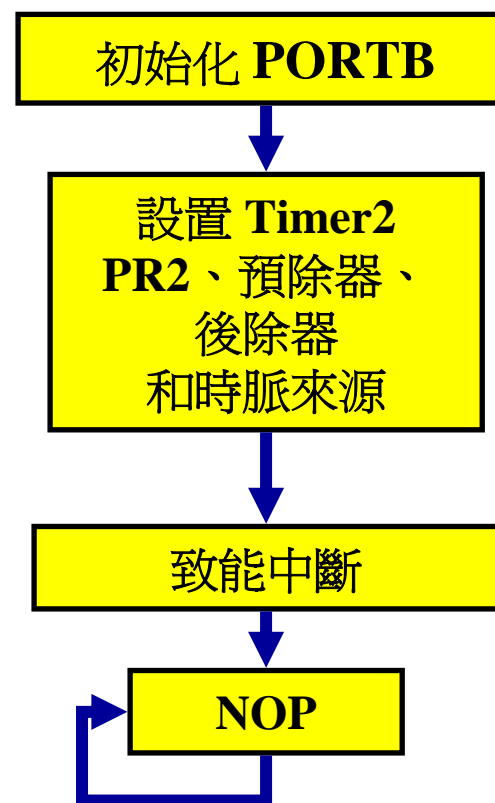 初始化 PORTB
設置 Timer2
PR2、預除器、
後除器
和時脈來源
致能中斷
NOP